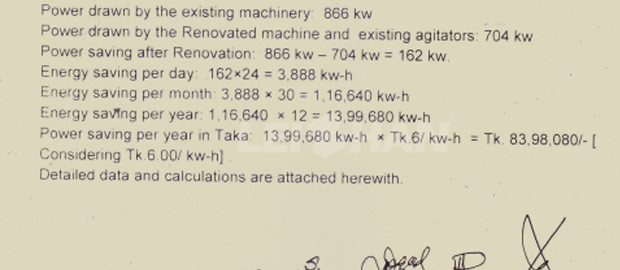 Power drawn by the existing machinery: 866 kw
Power drawn by the Renovated machine and existing agitators: 704 kw
Power saving after Renovation: 866 kw – 704 kw = 162 kw.
Energy saving per day: 162×24 = 3,888 kw-h
Energy saving per month: 3,888 × 30 = 1,16,640 kw-h
Energy saving per year: 1,16,640 × 12 = 13,99,680 kw-h
Power saving per year in Taka: 13,99,680 kw-h × Tk.6/ kw-h = Tk. 83,98,080/- [
Considering Tk.6.00/ kw-h]
Detailed data and calculations are attached herewith.